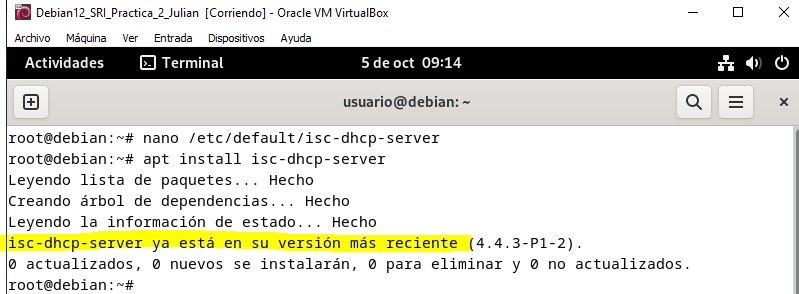 Debian12_SRI_Practica_2_Julian [Corriendo] - Oracle VM VirtualBox
Archivo Máquina Ver Entrada Dispositivos Ayuda
Actividades Terminal 5 de oct 09:14
usuario@debian: ~
root@debian:~# nano /etc/default/isc-dhcp-server
root@debian:~# apt install isc-dhcp-server
Leyendo lista de paquetes... Hecho
Creando árbol de dependencias... Hecho
Leyendo la información de estado... Hecho
isc-dhcp-server ya está en su versión más reciente (4.4.3-P1-2).
0 actualizados, 0 nuevos se instalarán, 0 para eliminar y 0 no actualizados.
root@debian:~#